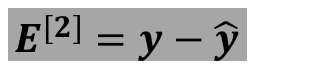 E^[2] = y − ŷ